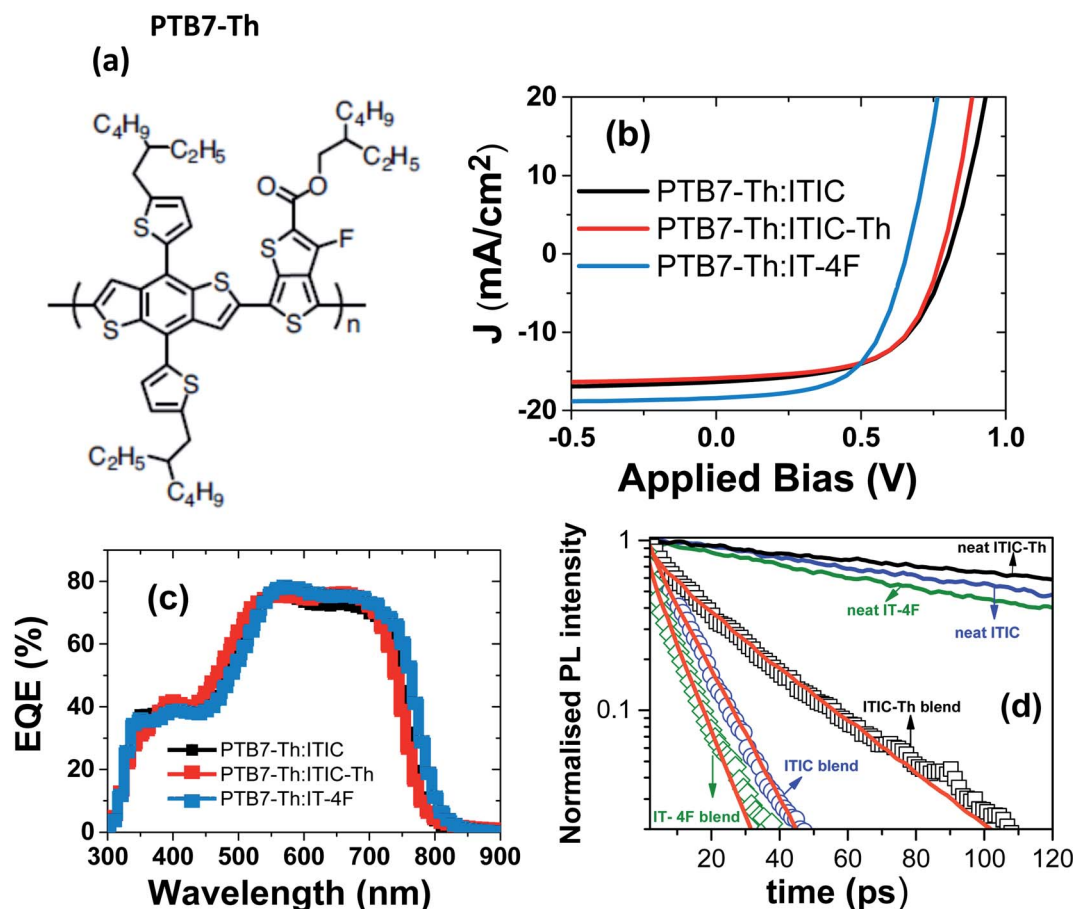 PTB7-Th
(a)
C4H9
C2H5
C4H9
C2H5
O
O
S
S
F
S
S
S
n
S
C2H5
C4H9
(b)
PTB7-Th:ITIC
PTB7-Th:ITIC-Th
PTB7-Th:IT-4F
J (mA/cm²)
20
10
0
-10
-20
-0.5
0.0
0.5
1.0
Applied Bias (V)
(c)
PTB7-Th:ITIC
PTB7-Th:ITIC-Th
PTB7-Th:IT-4F
EQE (%)
80
60
40
20
0
300
400
500
600
700
800
900
Wavelength (nm)
Normalised PL intensity
1
0.1
neat ITIC-Th
neat IT-4F
neat ITIC
(d)
ITIC-Th blend
ITIC blend
IT- 4F blend
20
40
60
80
100
120
time (ps)